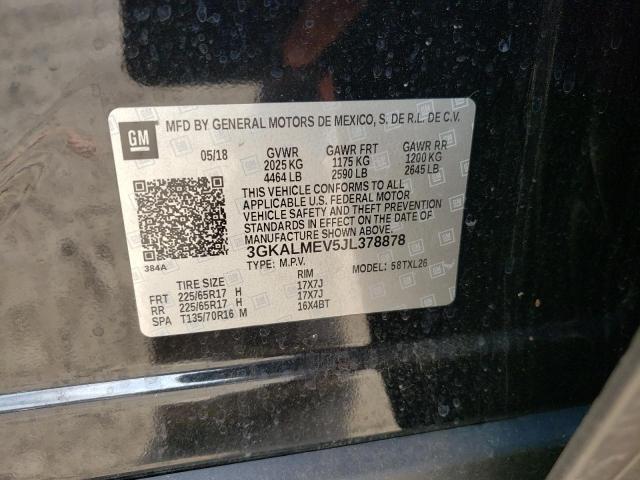 GM
MFD BY GENERAL MOTORS DE MEXICO, S. DE R.L. DE C.V.
05/18 GVWR GAWR FRT GAWR RR
2025 KG 1175 KG 1200 KG
4464 LB 2590 LB 2645 LB
THIS VEHICLE CONFORMS TO ALL
APPLICABLE U.S. FEDERAL MOTOR
VEHICLE SAFETY AND THEFT PREVENTION
STANDARDS IN EFFECT ON THE DATE OF
3GKALMEV5JL378878
TYPE: M.P.V. MODEL: 58TXL26
384A
TIRE SIZE RIM
FRT 225/65R17 H 17X7J
RR 225/65R17 H 17X7J
SPA T135/70R16 M 16X4BT